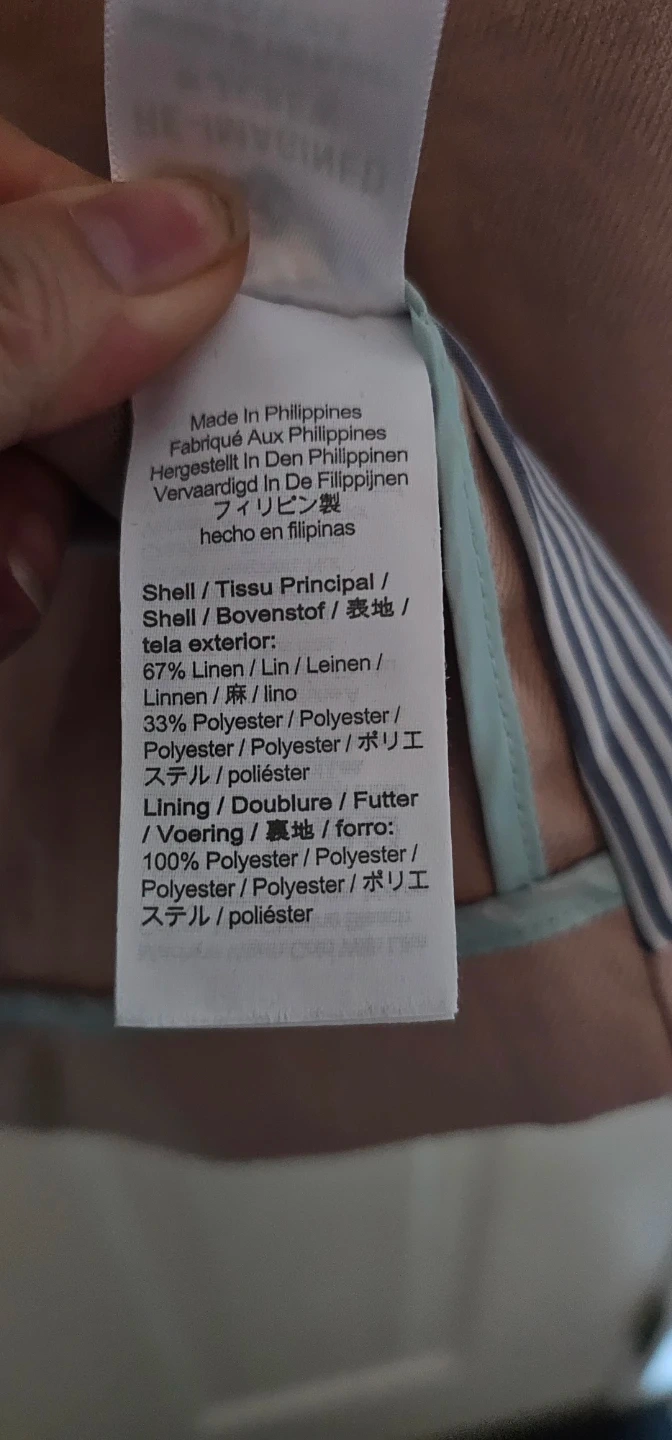 Made In Philippines
Fabriqué Aux Philippines
Hergestellt In Den Philippinen
Vervaardigd In De Filippijnen
フィリピン製
hecho en filipinas
Shell / Tissu Principal /
Shell / Bovenstof / 表地 /
tela exterior:
67% Linen / Lin / Leinen /
Linnen / 麻 / lino
33% Polyester / Polyester /
Polyester / Polyester / ポリエ
ステル / poliéster
Lining / Doublure / Futter
/ Voering / 裏地 / forro:
100% Polyester / Polyester /
Polyester / Polyester / ポリエ
ステル / poliéster